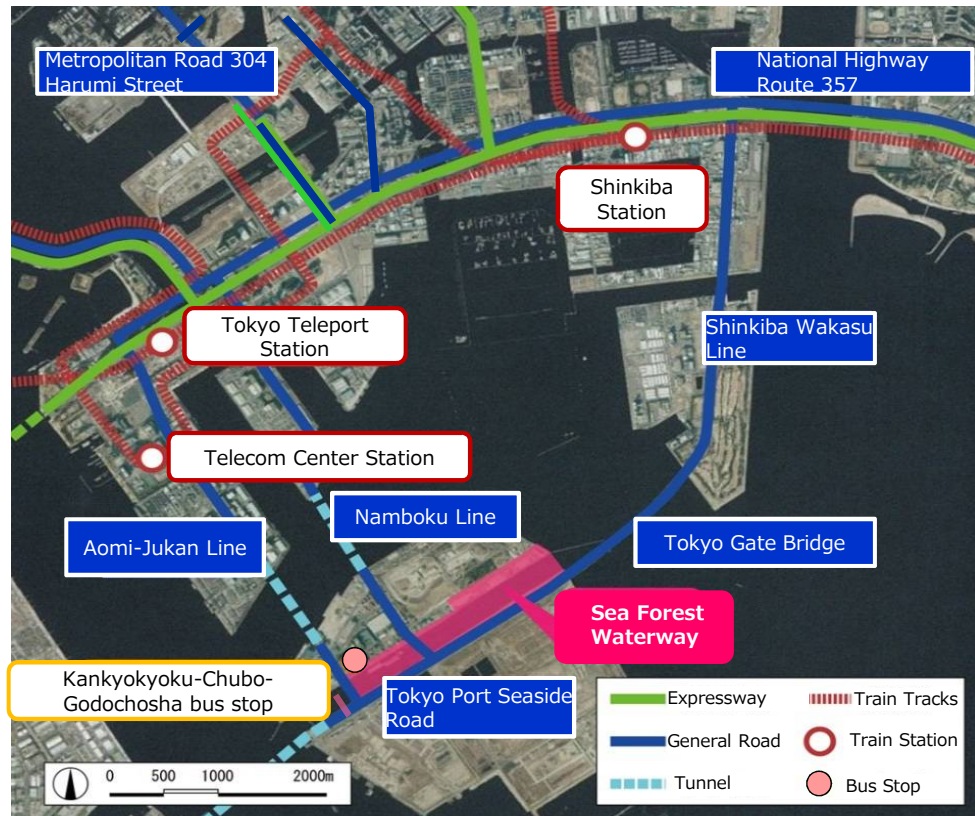 Metropolitan Road 304
Harumi Street
National Highway
Route 357
Shinkiba
Station
Tokyo Teleport
Station
Shinkiba Wakasu
Line
Telecom Center Station
Namboku Line
Aomi-Jukan Line
Tokyo Gate Bridge
Sea Forest
Waterway
Kankyokyoku-Chubo-
Godochosha bus stop
Tokyo Port Seaside
Road
Expressway
Train Tracks
General Road
Train Station
Tunnel
Bus Stop
0 500 1000 2000m